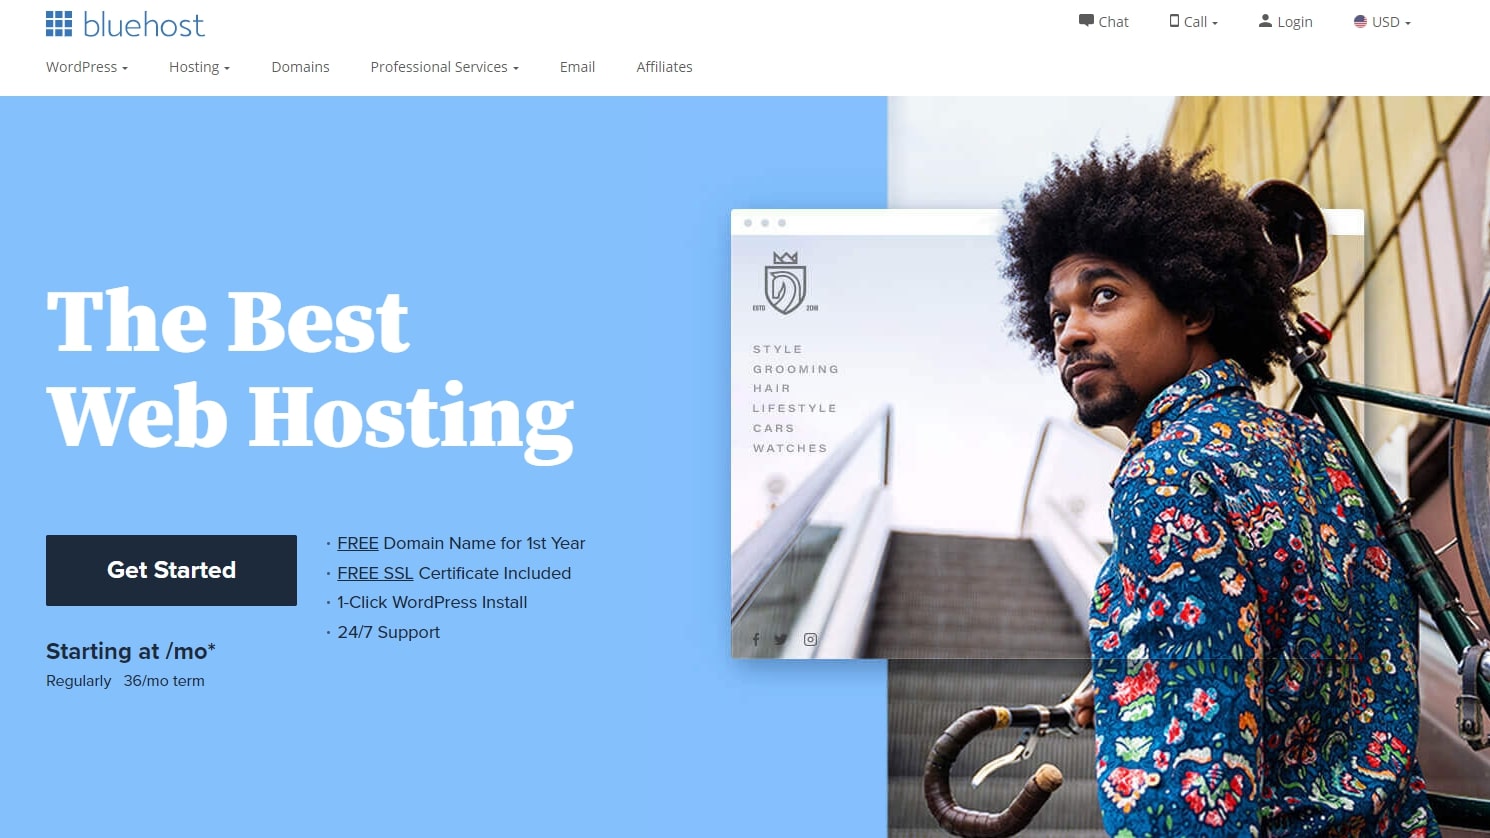 bluehost
Chat
Call
Login
USD
WordPress
Hosting
Domains
Professional Services
Email
Affiliates
The Best
Web Hosting
Get Started
Starting at /mo*
Regularly 36/mo term
· FREE Domain Name for 1st Year
· FREE SSL Certificate Included
· 1-Click WordPress Install
· 24/7 Support
ESTD 2018
STYLE
GROOMING
HAIR
LIFESTYLE
CARS
WATCHES